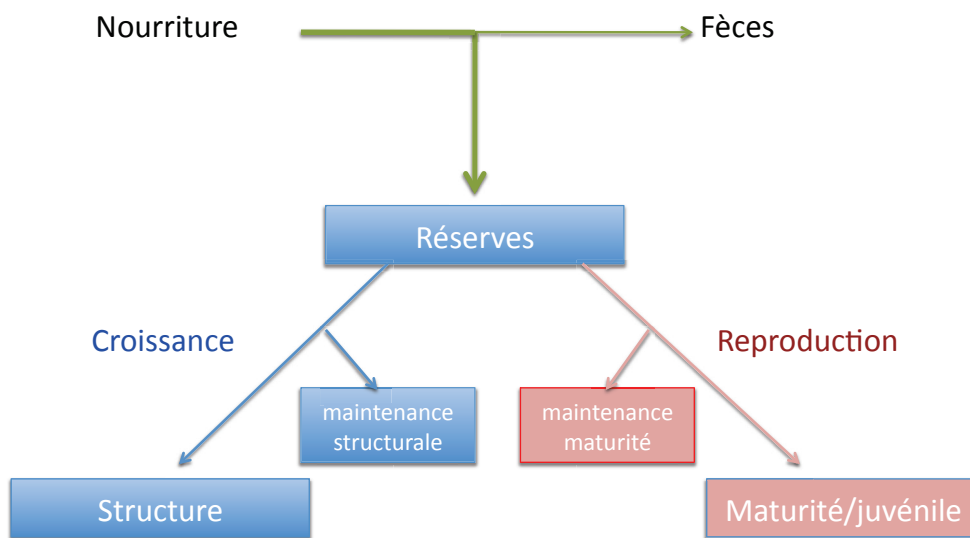 Nourriture
Fèces
Réserves
Croissance
Reproduction
maintenance
structurale
maintenance
maturité
Structure
Maturité/juvénile